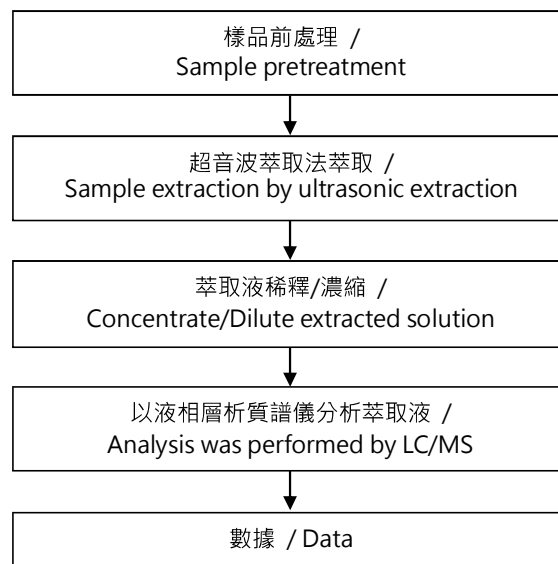 樣品前處理 /
Sample pretreatment
超音波萃取法萃取 /
Sample extraction by ultrasonic extraction
萃取液稀釋/濃縮 /
Concentrate/Dilute extracted solution
以液相層析質譜儀分析萃取液 /
Analysis was performed by LC/MS
數據 / Data